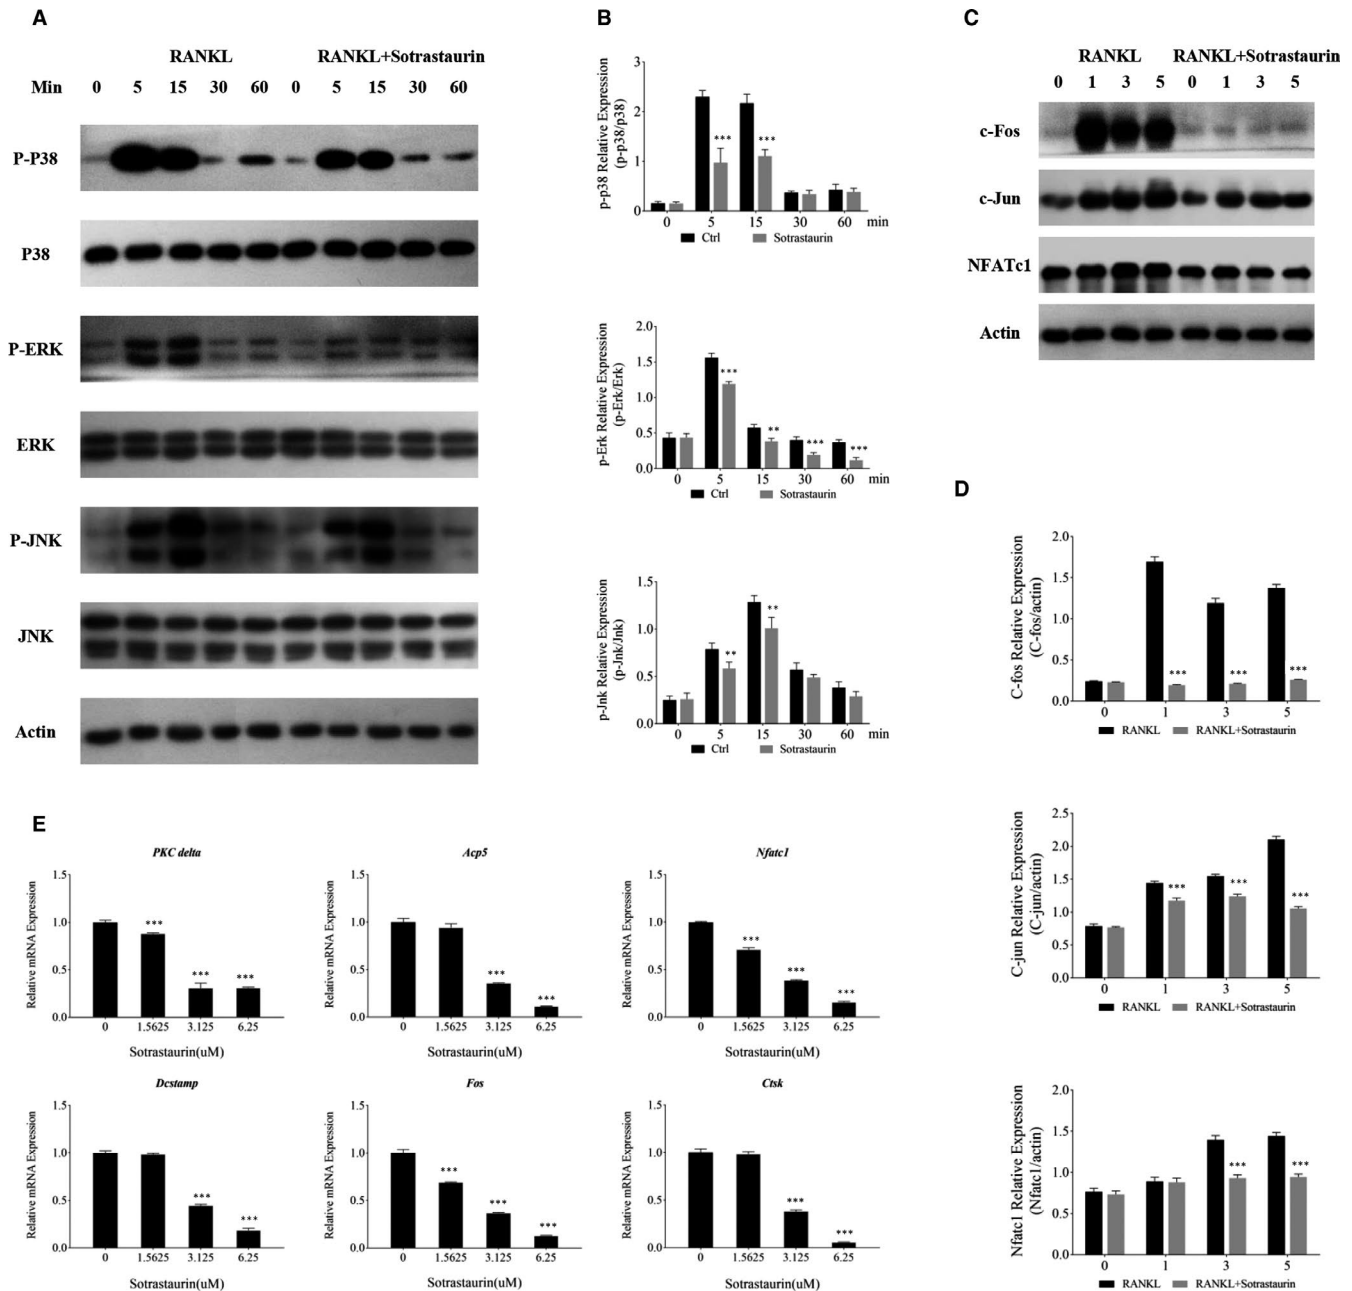 A
RANKL
RANKL+Sotrastaurin
Min 0 5 15 30 60 0 5 15 30 60
P-P38
P38
P-ERK
ERK
P-JNK
JNK
Actin
B
p-p38 Relative Expression
(p-p38/p38)
3
2
1
0
*** ***
0 5 15 30 60 min
Ctrl Sotrastaurin
p-Erk Relative Expression
(p-Erk/Erk)
2.0
1.5
1.0
0.5
0.0
*** ** *** ***
0 5 15 30 60 min
Ctrl Sotrastaurin
p-Jnk Relative Expression
(p-Jnk/Jnk)
1.5
1.0
0.5
0.0
** **
0 5 15 30 60 min
Ctrl Sotrastaurin
C
RANKL RANKL+Sotrastaurin
0 1 3 5 0 1 3 5
c-Fos
c-Jun
NFATc1
Actin
D
C-fos Relative Expression
(C-fos/actin)
2.0
1.5
1.0
0.5
0.0
*** *** ***
0 1 3 5
RANKL RANKL+Sotrastaurin
C-jun Relative Expression
(C-jun/actin)
2.5
2.0
1.5
1.0
0.5
0.0
*** *** ***
0 1 3 5
RANKL RANKL+Sotrastaurin
Nfatc1 Relative Expression
(Nfatc1/actin)
2.0
1.5
1.0
0.5
0.0
*** ***
0 1 3 5
RANKL RANKL+Sotrastaurin
E
PKC delta
Relative mRNA Expression
1.5
1.0
0.5
0.0
*** *** ***
0 1.5625 3.125 6.25
Sotrastaurin(uM)
Acp5
Relative mRNA Expression
1.5
1.0
0.5
0.0
*** ***
0 1.5625 3.125 6.25
Sotrastaurin(uM)
Nfatc1
Relative mRNA Expression
1.5
1.0
0.5
0.0
*** *** ***
0 1.5625 3.125 6.25
Sotrastaurin(uM)
Dcstamp
Relative mRNA Expression
1.5
1.0
0.5
0.0
*** ***
0 1.5625 3.125 6.25
Sotrastaurin(uM)
Fos
Relative mRNA Expression
1.5
1.0
0.5
0.0
*** *** ***
0 1.5625 3.125 6.25
Sotrastaurin(uM)
Ctsk
Relative mRNA Expression
1.5
1.0
0.5
0.0
*** ***
0 1.5625 3.125 6.25
Sotrastaurin(uM)